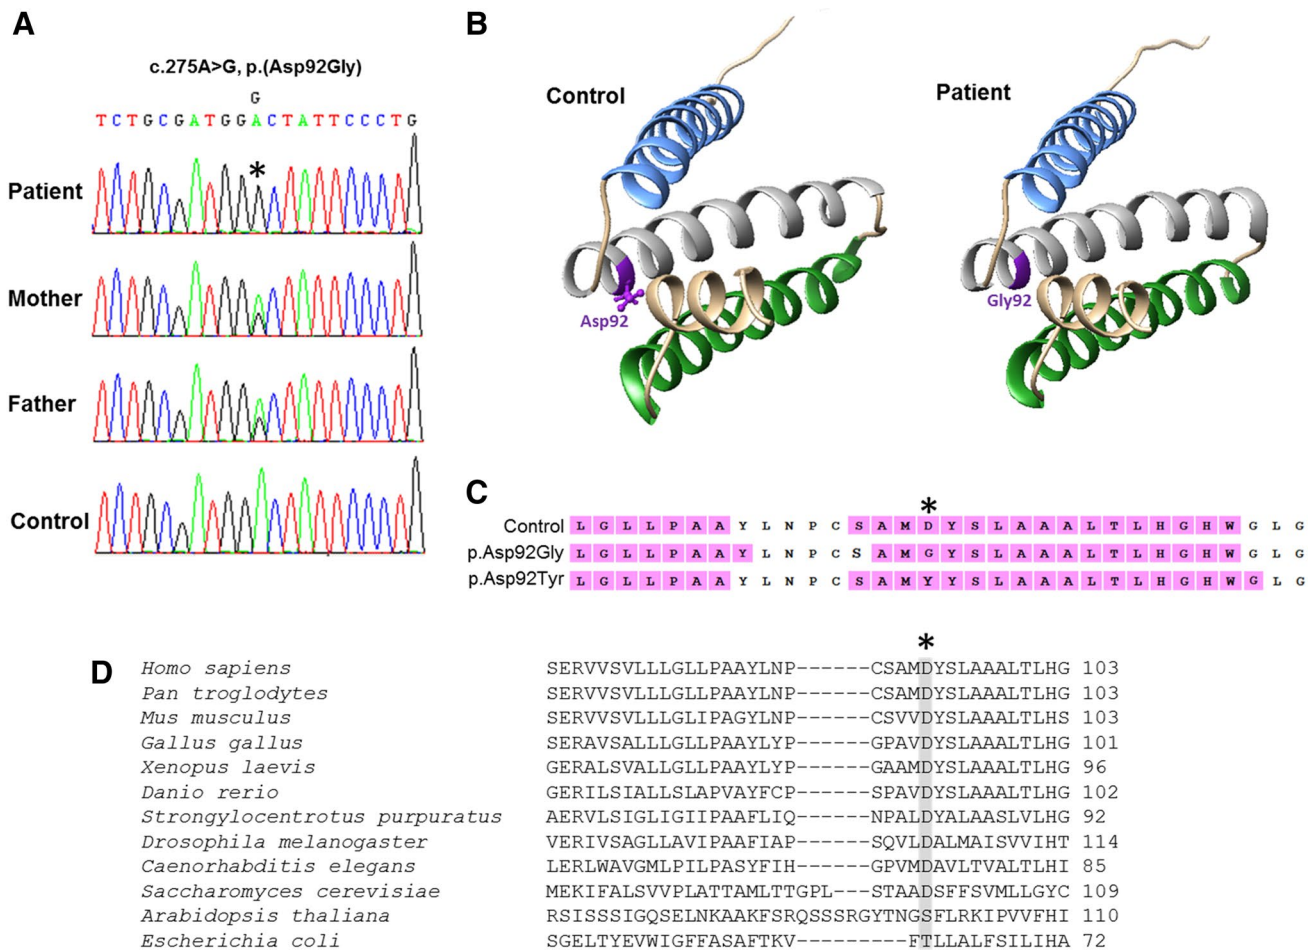 A
c.275A>G, p.(Asp92Gly)
G
TCTGCGATGGACTATTCCCTG
Patient
*
Mother
Father
Control
B
Control
Asp92
Patient
Gly92
C
*
Control LGLLPAAYLNPCSAMDYSLAAALTLHGHWGLG
p.Asp92Gly LGLLPAAYLNPCSAMGYSLAAALTLHGHWGLG
p.Asp92Tyr LGLLPAAYLNPCSAMYYSLAAALTLHGHWGLG
D
*
Homo sapiens SERVVSVLLLGLLPAAYLNP------CSAMDYSLAAALTLHG 103
Pan troglodytes SERVVSVLLLGLLPAAYLNP------CSAMDYSLAAALTLHG 103
Mus musculus SERVVSVLLLGLIPAGYLNP------CSVVDYSLAAALTLHS 103
Gallus gallus SERAVSALLLGLLPAAYLYP------GPAVDYSLAAALTLHG 101
Xenopus laevis GERALSVALLGLLPAAYLYP------GAAMDYSLAAALTLHG 96
Danio rerio GERILSIALLSLAPVAYFCP------SPAVDYSLAAALTLHG 102
Strongylocentrotus purpuratus AERVLSIGLIGIIPAAFLIQ------NPALDYALAASLVLHG 92
Drosophila melanogaster VERIVSAGLLAVIPAAFIAP------SQVLDALMAISVVIHT 114
Caenorhabditis elegans LERLWAVGMLPILPASYFIH------GPVMDAVLTVALTLHI 85
Saccharomyces cerevisiae MEKIFALSVVPLATTAMLTTGPL---STAADSFFSVMLLGYC 109
Arabidopsis thaliana RSISSSIGQSELNKAAKFSRQSSSRGYTNGSFLRKIPVVFHI 110
Escherichia coli SGELTYEVWIGFFASAFTKV---------FTLLALFSILIHA 72